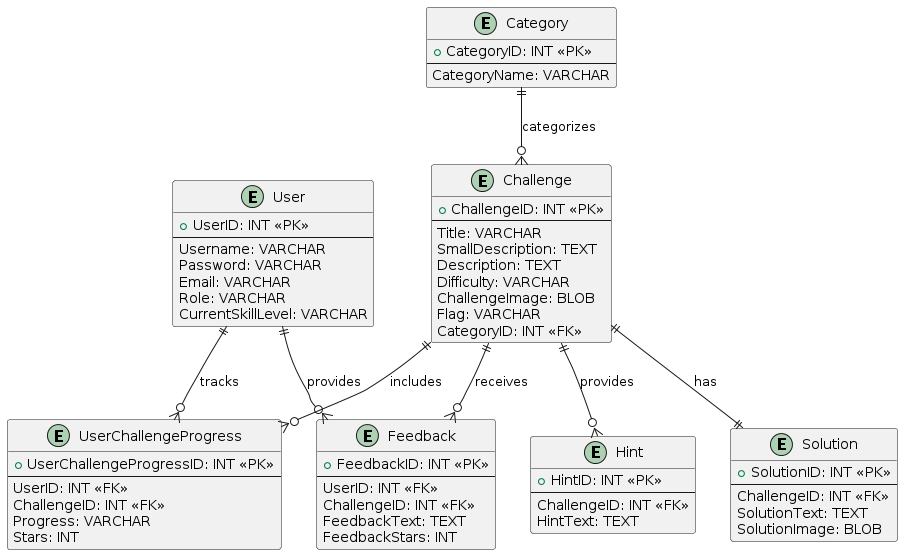 E Category
CategoryID: INT «PK»
CategoryName: VARCHAR
categorizes
E User
UserID: INT «PK»
Username: VARCHAR
Password: VARCHAR
Email: VARCHAR
Role: VARCHAR
CurrentSkillLevel: VARCHAR
E Challenge
ChallengeID: INT «PK»
Title: VARCHAR
SmallDescription: TEXT
Description: TEXT
Difficulty: VARCHAR
ChallengeImage: BLOB
Flag: VARCHAR
CategoryID: INT «FK»
tracks
provides
includes
receives
provides
has
E UserChallengeProgress
UserChallengeProgressID: INT «PK»
UserID: INT «FK»
ChallengeID: INT «FK»
Progress: VARCHAR
Stars: INT
E Feedback
FeedbackID: INT «PK»
UserID: INT «FK»
ChallengeID: INT «FK»
FeedbackText: TEXT
FeedbackStars: INT
E Hint
HintID: INT «PK»
ChallengeID: INT «FK»
HintText: TEXT
E Solution
SolutionID: INT «PK»
ChallengeID: INT «FK»
SolutionText: TEXT
SolutionImage: BLOB